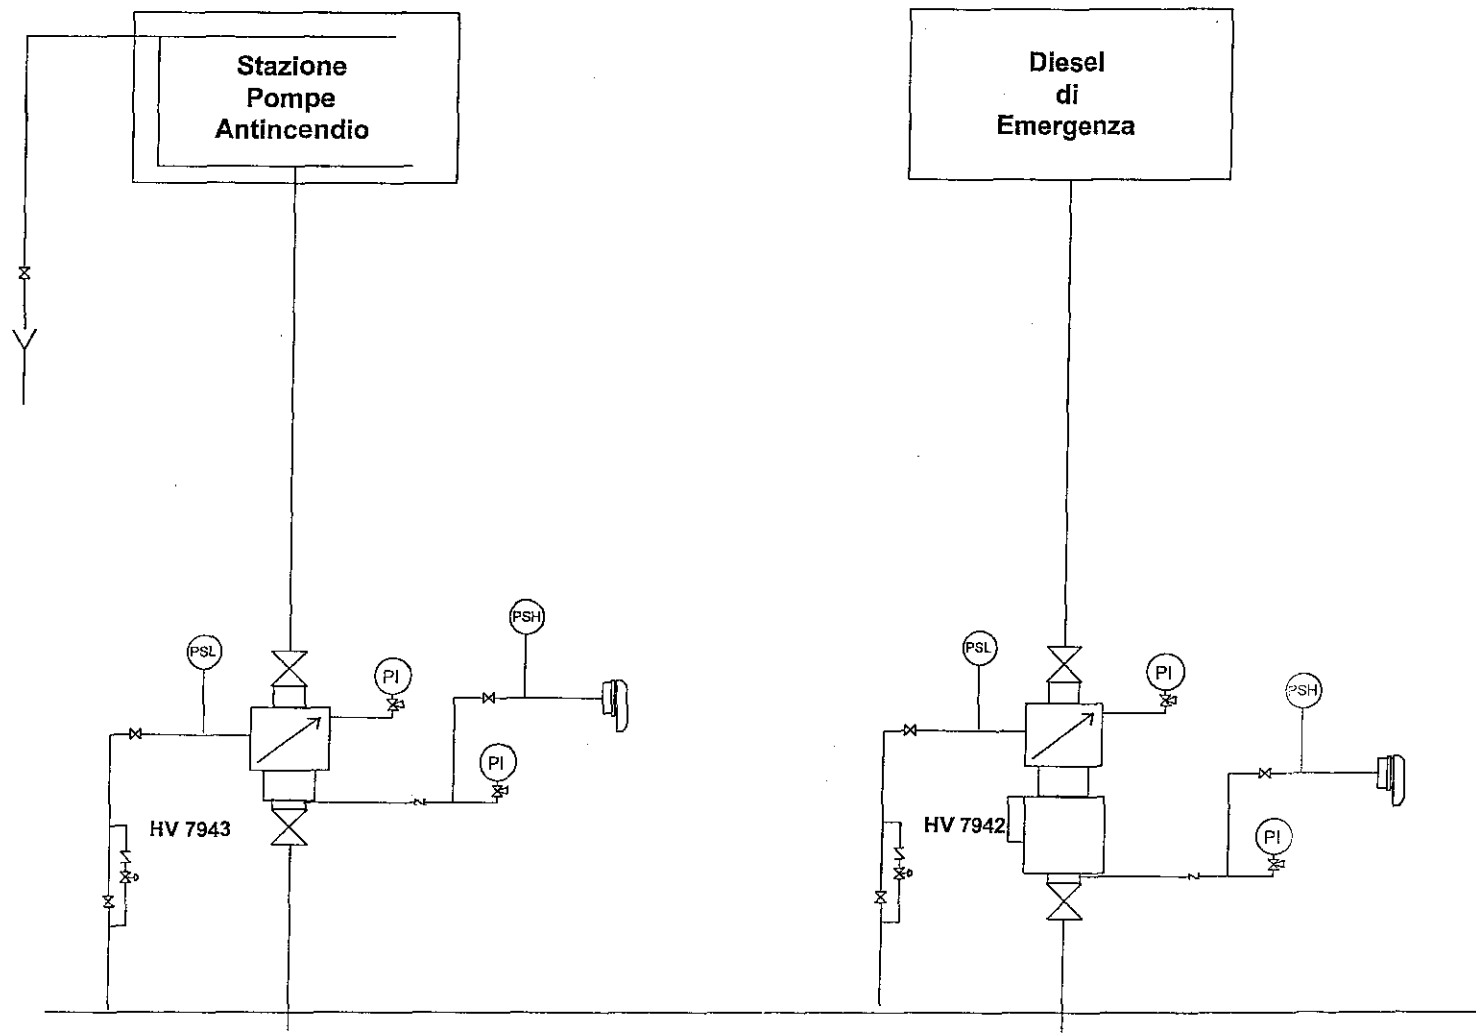 Stazione
Pompe
Antincendio
Diesel
di
Emergenza
PSH
PSL
PI
PI
HV 7943
PSL
PI
PSH
HV 7942
PI